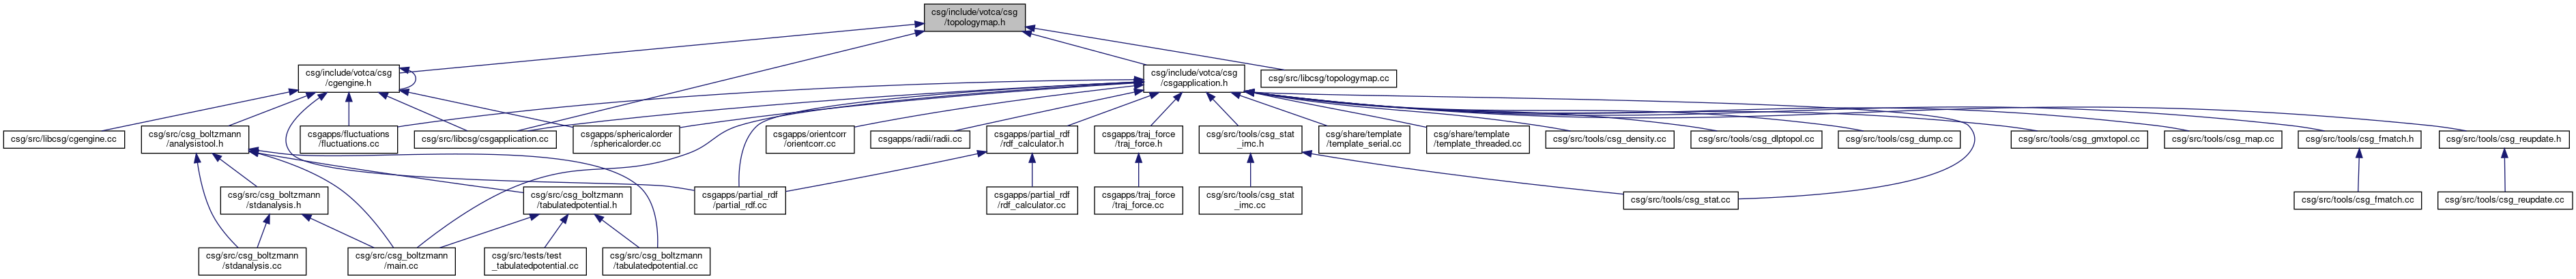 csg/include/votca/csg
/topologymap.h
csg/include/votca/csg
/cgengine.h
csg/include/votca/csg
/csgapplication.h
csg/src/libcsg/topologymap.cc
csg/src/libcsg/cgengine.cc
csg/src/csg_boltzmann
/analysistool.h
csgapps/fluctuations
/fluctuations.cc
csg/src/libcsg/csgapplication.cc
csgapps/sphericalorder
/sphericalorder.cc
csgapps/orientcorr
/orientcorr.cc
csgapps/radii/radii.cc
csgapps/partial_rdf
/rdf_calculator.h
csgapps/traj_force
/traj_force.h
csg/src/tools/csg_stat
_imc.h
csg/share/template
/template_serial.cc
csg/share/template
/template_threaded.cc
csg/src/tools/csg_density.cc
csg/src/tools/csg_dlptopol.cc
csg/src/tools/csg_dump.cc
csg/src/tools/csg_gmxtopol.cc
csg/src/tools/csg_map.cc
csg/src/tools/csg_fmatch.h
csg/src/tools/csg_reupdate.h
csg/src/csg_boltzmann
/stdanalysis.h
csg/src/csg_boltzmann
/tabulatedpotential.h
csgapps/partial_rdf
/partial_rdf.cc
csgapps/partial_rdf
/rdf_calculator.cc
csgapps/traj_force
/traj_force.cc
csg/src/tools/csg_stat
_imc.cc
csg/src/tools/csg_stat.cc
csg/src/tools/csg_fmatch.cc
csg/src/tools/csg_reupdate.cc
csg/src/csg_boltzmann
/stdanalysis.cc
csg/src/csg_boltzmann
/main.cc
csg/src/tests/test
_tabulatedpotential.cc
csg/src/csg_boltzmann
/tabulatedpotential.cc